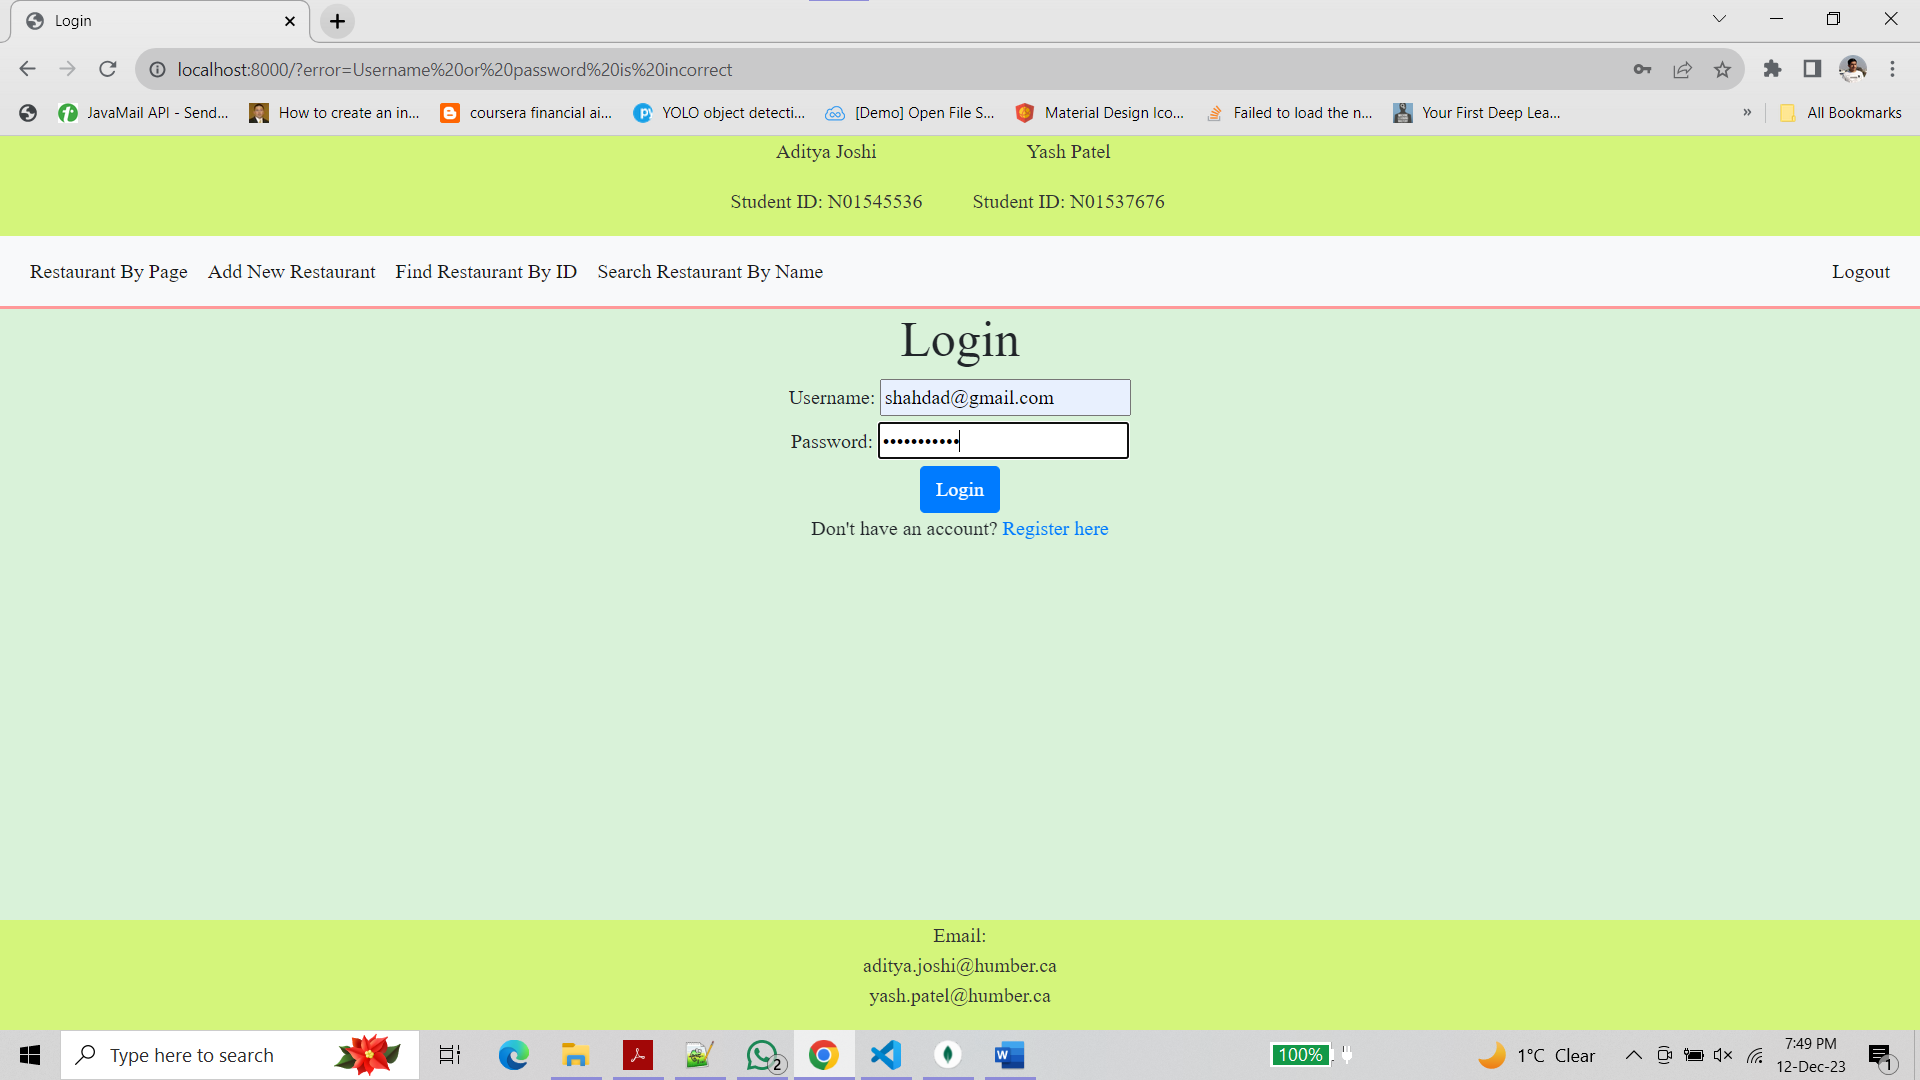 Login
localhost:8000/?error=Username%20or%20password%20is%20incorrect
JavaMail API - Send... How to create an in... coursera financial ai... YOLO object detecti... [Demo] Open File S... Material Design Ico... Failed to load the n... Your First Deep Lea... » All Bookmarks
Aditya Joshi Yash Patel
Student ID: N01545536 Student ID: N01537676
Restaurant By Page Add New Restaurant Find Restaurant By ID Search Restaurant By Name Logout
Login
Username: shahdad@gmail.com
Password: •••••••••••
Login
Don't have an account? Register here
Email:
aditya.joshi@humber.ca
yash.patel@humber.ca
Type here to search 2 W 100% 1°C Clear 7:49 PM
12-Dec-23 1